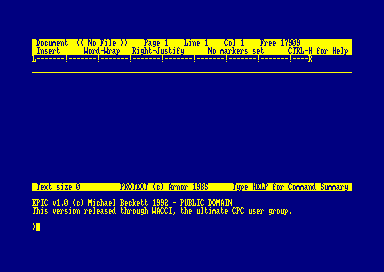 Document (( No File )) Page 1 Line 1 Col 1 Free 17989
Insert Word-Wrap Right-Justify No markers set CTRL-H for Help
L-------!-------!-------!-------!-------!-------!-------!-------!----R
Text size 0 PROTEXT (c) Arnor 1985 Type HELP for Command Summary
EPIC v1.0 (c) Michael Beckett 1992 - PUBLIC DOMAIN
This version released through WACCI, the ultimate CPC user group.
>